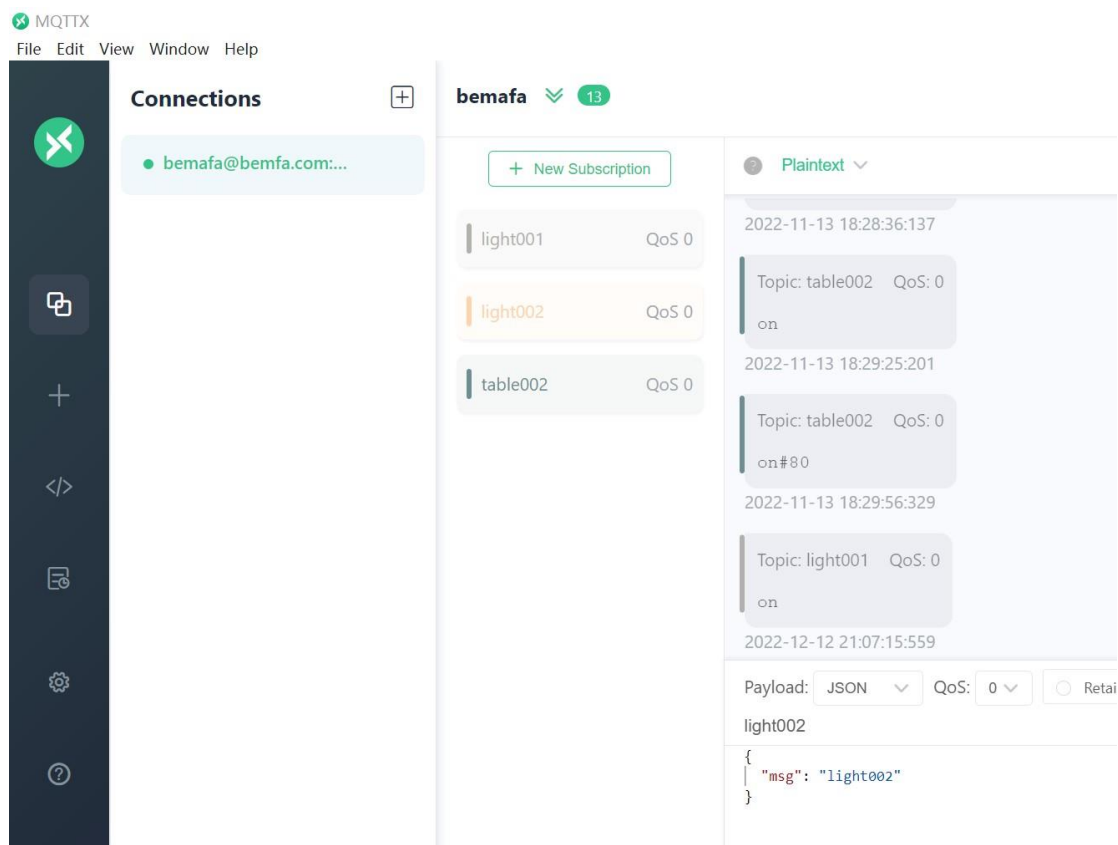 MQTTX
File Edit View Window Help
Connections
bemafa@bemfa.com:...
bemafa 13
+ New Subscription
light001 QoS 0
light002 QoS 0
table002 QoS 0
Plaintext
2022-11-13 18:28:36:137
Topic: table002 QoS: 0
on
2022-11-13 18:29:25:201
Topic: table002 QoS: 0
on#80
2022-11-13 18:29:56:329
Topic: light001 QoS: 0
on
2022-12-12 21:07:15:559
Payload: JSON QoS: 0 Retai
light002
{
"msg": "light002"
}